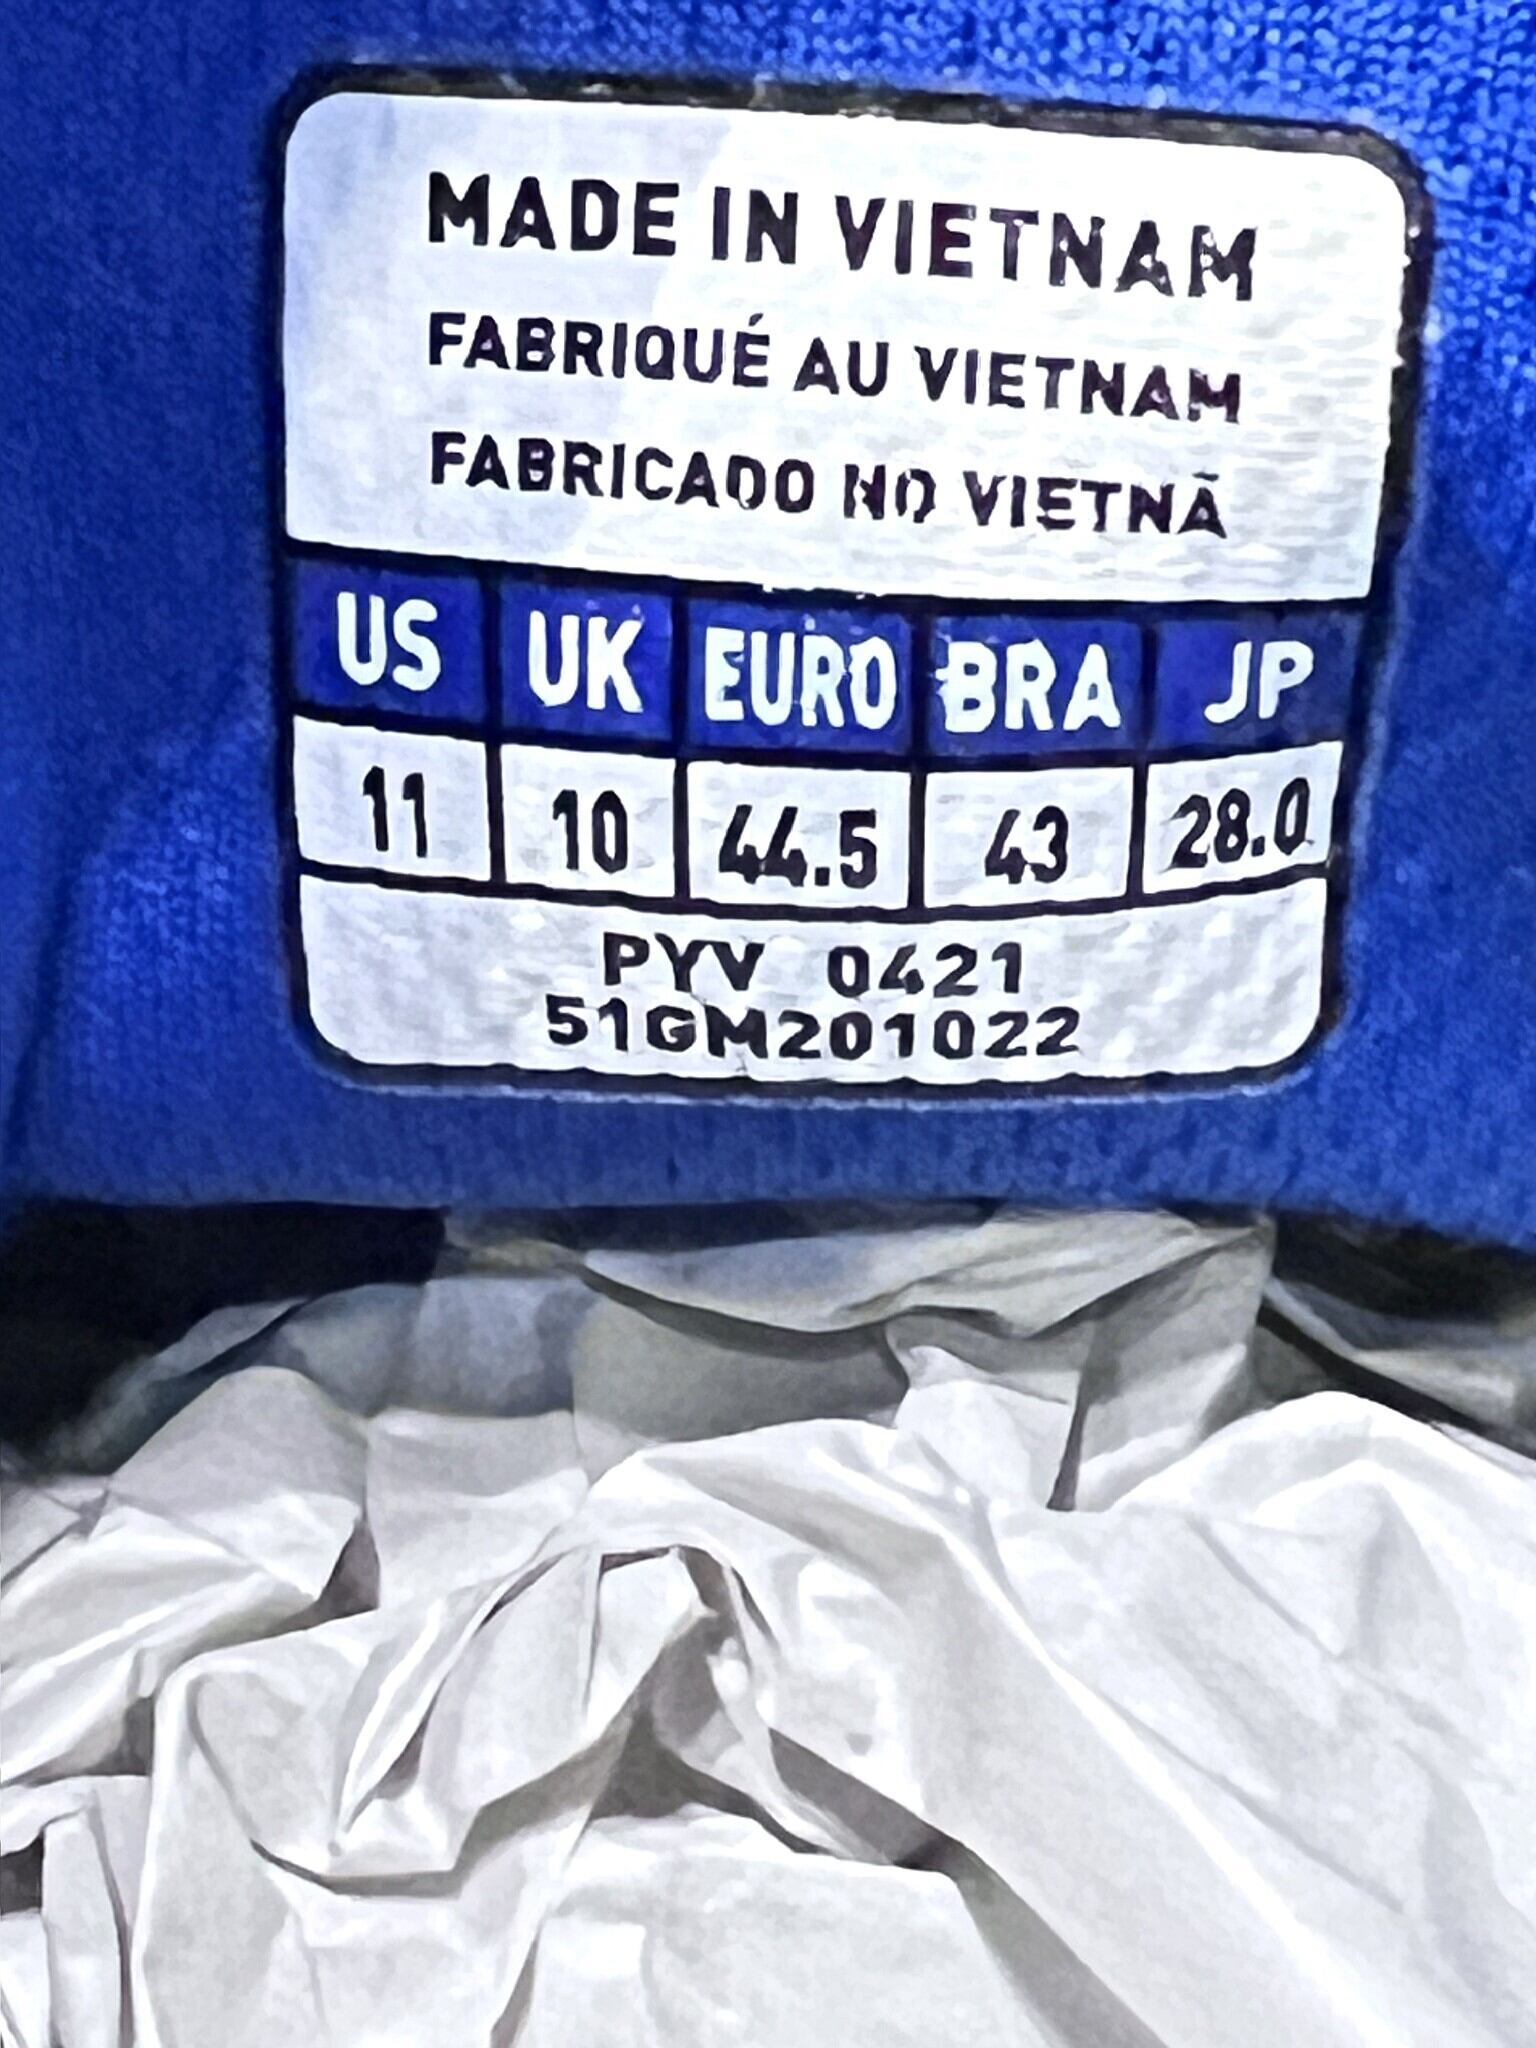 MADE IN VIETNAM
FABRIQUÉ AU VIETNAM
FABRICADO NO VIETNÃ
US UK EURO BRA JP
11 10 44.5 43 28.0
PYV 0421
51GM201022